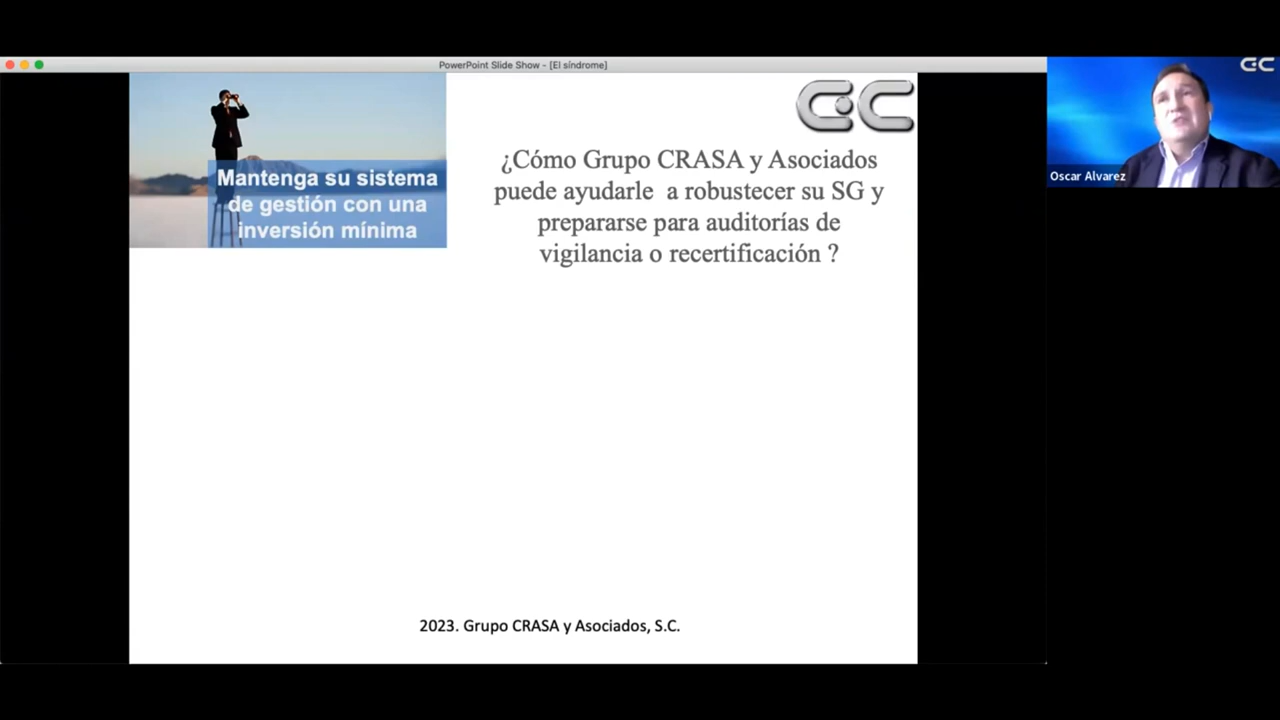 PowerPoint Slide Show - [El síndrome]
Mantenga su sistema
de gestión con una
inversión mínima
¿Cómo Grupo CRASA y Asociados
puede ayudarle  a robustecer su SG y
prepararse para auditorías de
vigilancia o recertificación ?
2023. Grupo CRASA y Asociados, S.C.
Oscar Alvarez